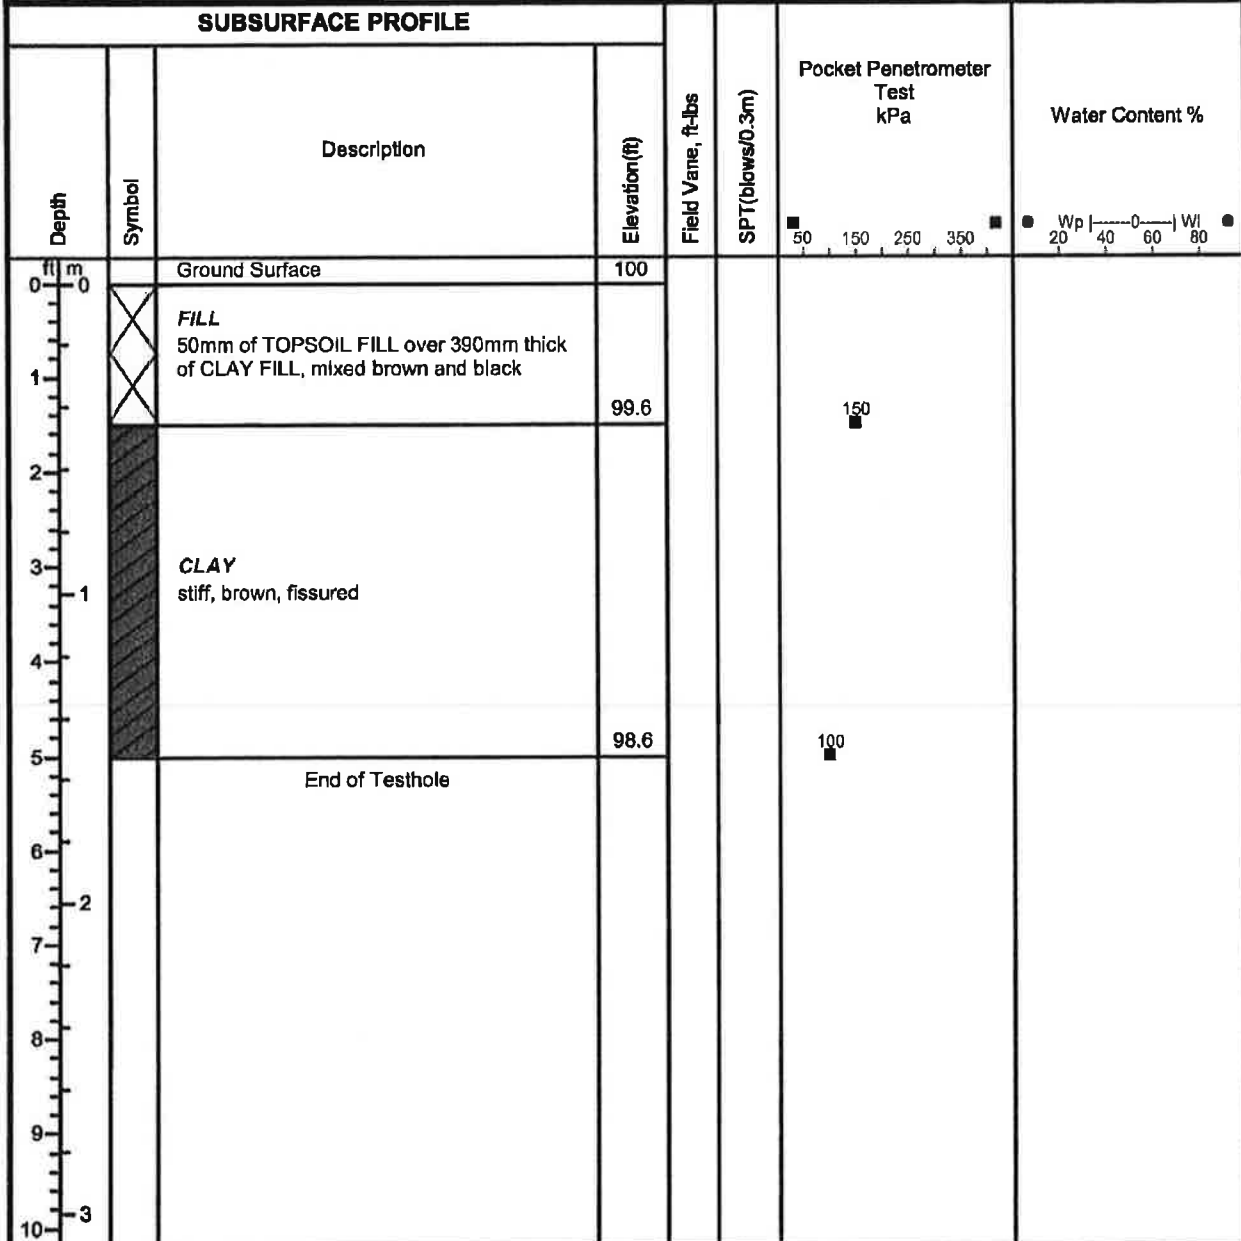 SUBSURFACE PROFILE
Depth
Symbol
Description
Elevation(ft)
Field Vane, ft-lbs
SPT(blows/0.3m)
Pocket Penetrometer
Test
kPa
50 150 250 350
Water Content %
Wp |------0-----| Wl
20 40 60 80
ft m
Ground Surface
100
0 0
FILL
50mm of TOPSOIL FILL over 390mm thick
of CLAY FILL, mixed brown and black
1
99.6
150
2
CLAY
3
stiff, brown, fissured
1
4
98.6
100
5
End of Testhole
6
2
7
8
9
3
10